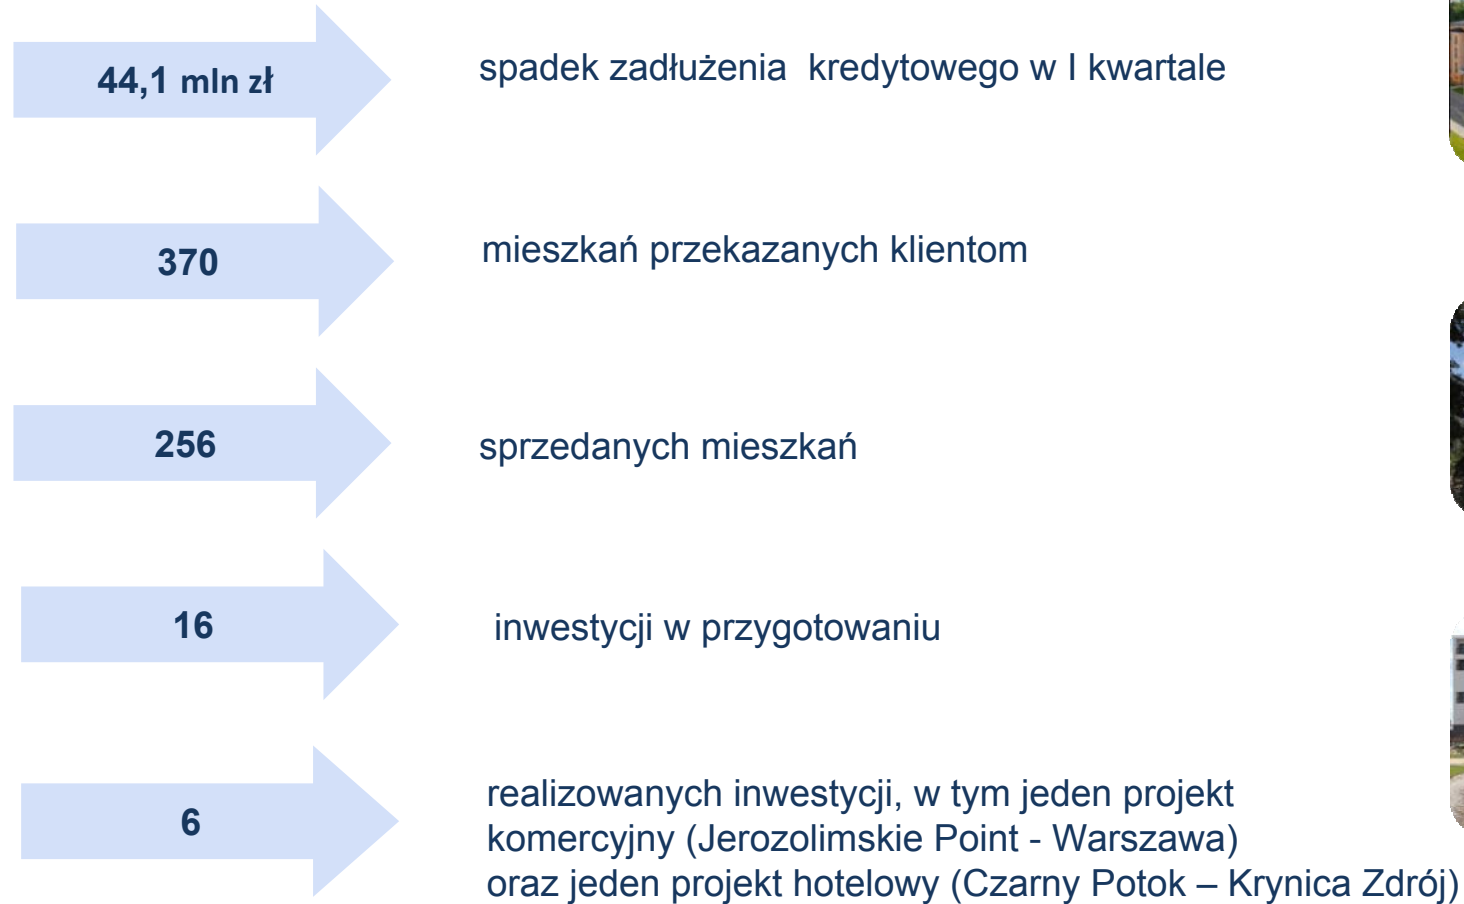 44,1 mln zł
spadek zadłużenia  kredytowego w I kwartale
370
mieszkań przekazanych klientom
256
sprzedanych mieszkań
16
inwestycji w przygotowaniu
6
realizowanych inwestycji, w tym jeden projekt
komercyjny (Jerozolimskie Point - Warszawa)
oraz jeden projekt hotelowy (Czarny Potok – Krynica Zdrój)